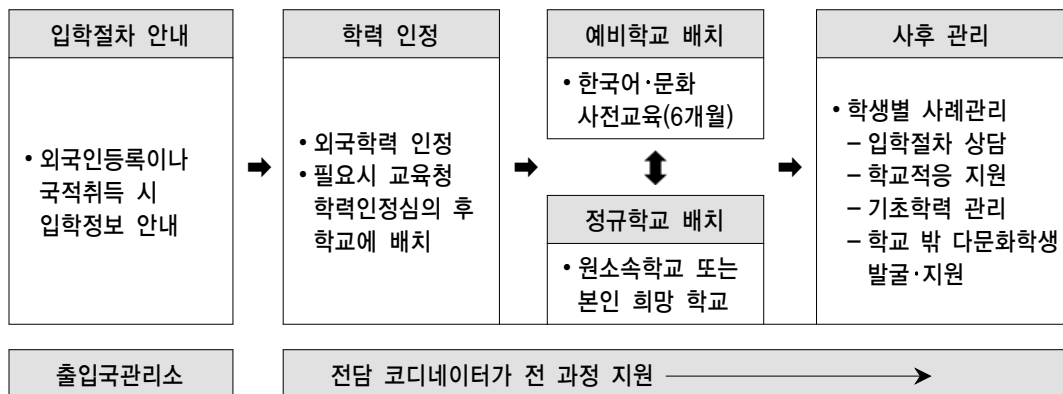 입학절차 안내
• 외국인등록이나
국적취득 시
입학정보 안내
학력 인정
• 외국학력 인정
• 필요시 교육청
학력인정심의 후
학교에 배치
예비학교 배치
• 한국어·문화
사전교육(6개월)
정규학교 배치
• 원소속학교 또는
본인 희망 학교
사후 관리
• 학생별 사례관리
– 입학절차 상담
– 학교적응 지원
– 기초학력 관리
– 학교 밖 다문화학생
발굴·지원
출입국관리소
전담 코디네이터가 전 과정 지원